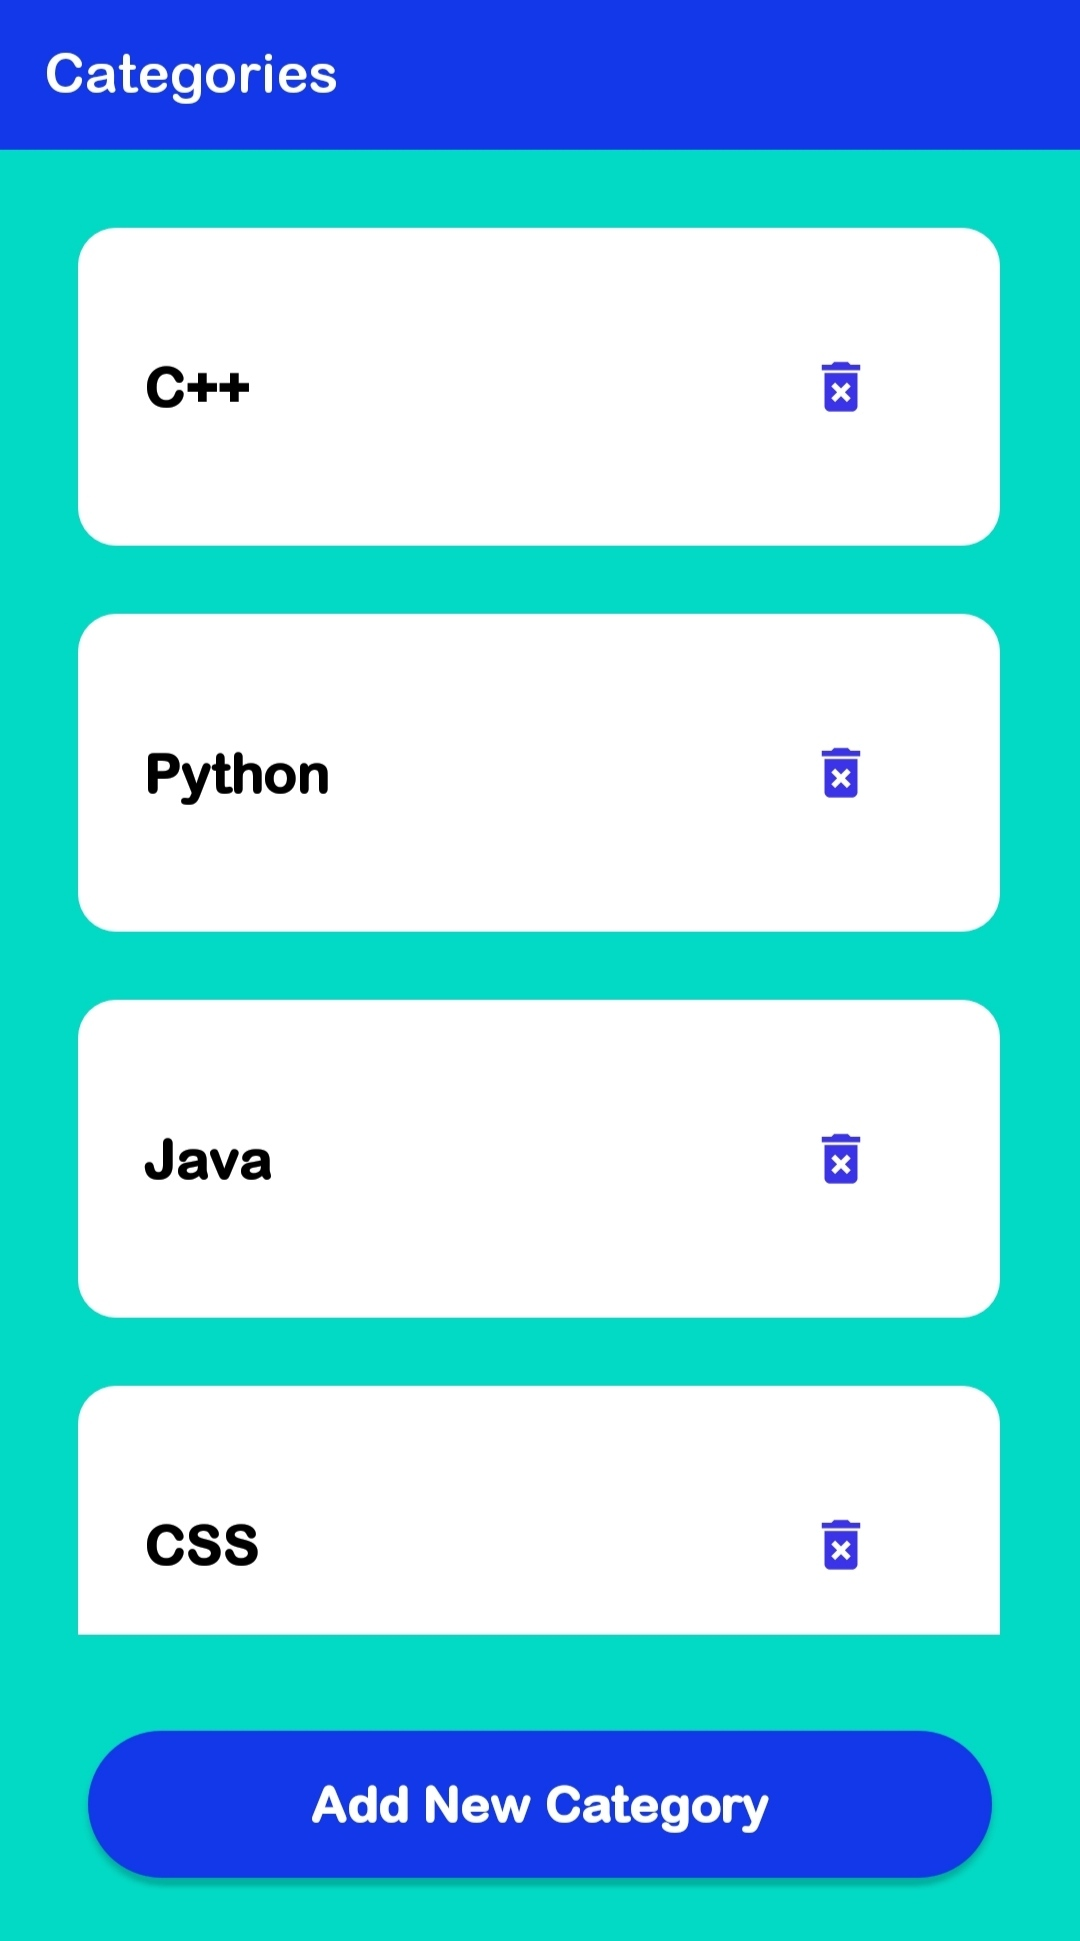 Categories
C++
Python
Java
CSS
Add New Category